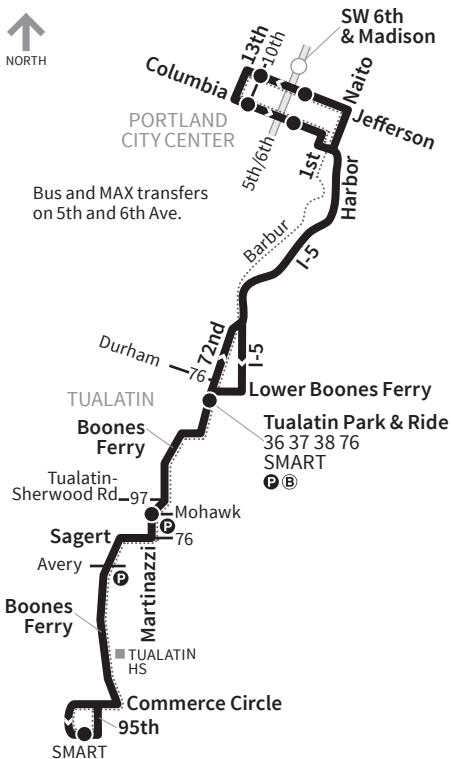 NORTH
SW 6th
& Madison
13th
10th
Columbia
Naito
Jefferson
PORTLAND
CITY CENTER
5th/6th
1st
Harbor
Bus and MAX transfers
on 5th and 6th Ave.
Barbur
I-5
Durham
76
72nd
I-5
Lower Boones Ferry
TUALATIN
Tualatin Park & Ride
36 37 38 76
SMART
P B
Boones
Ferry
Tualatin-
Sherwood Rd
97
Mohawk
P
Sagert
76
Avery
P
Martinazzi
Boones
Ferry
TUALATIN
HS
Commerce Circle
95th
SMART